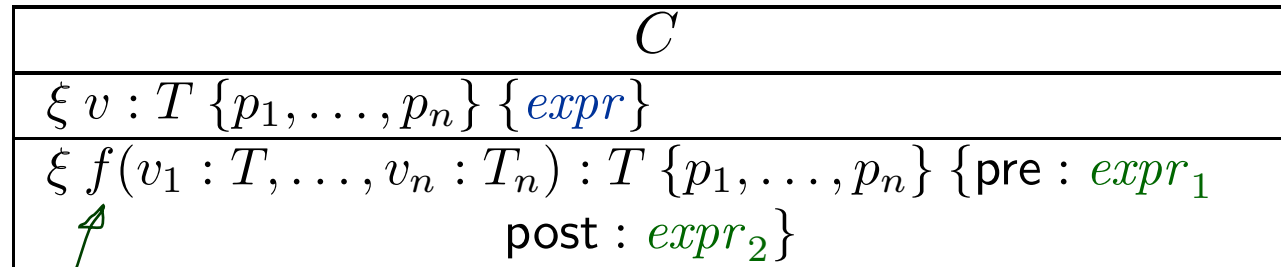 C
ξ v : T {p₁, . . . , pₙ} {expr}
ξ f(v₁ : T, . . . , vₙ : Tₙ) : T {p₁, . . . , pₙ} {pre : expr₁
post : expr₂}